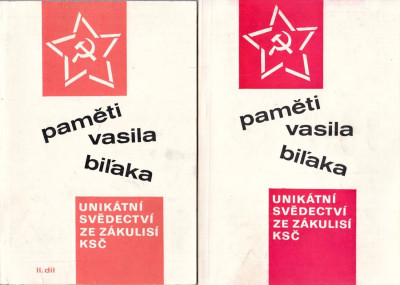 paměti
vasila
biľaka
UNIKÁTNÍ
SVĚDECTVÍ
ZE ZÁKULISÍ
KSČ
II. díl
paměti
vasila
biľaka
UNIKÁTNÍ
SVĚDECTVÍ
ZE ZÁKULISÍ
KSČ